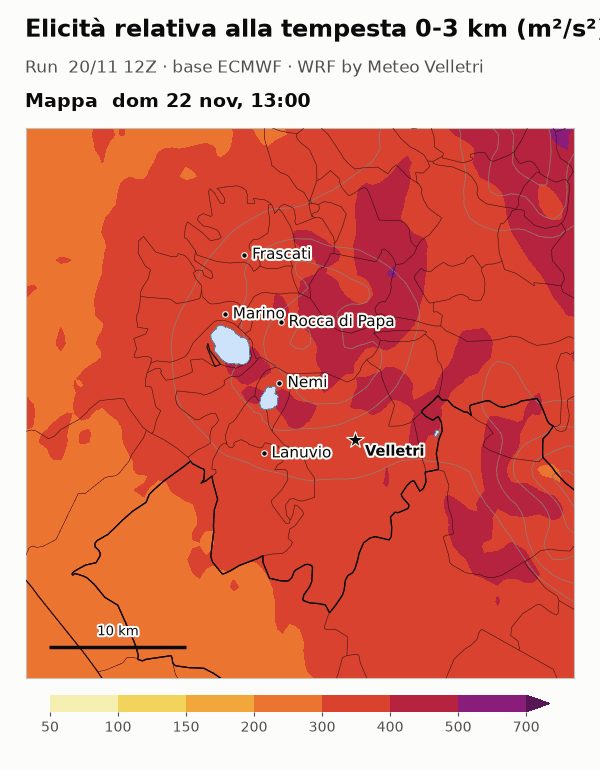 Elicità relativa alla tempesta 0-3 km (m²/s²)
Run  20/11 12Z · base ECMWF · WRF by Meteo Velletri
Mappa  dom 22 nov, 13:00
Frascati
Marino
Rocca di Papa
Nemi
Velletri
Lanuvio
10 km
50 100 150 200 300 400 500 700